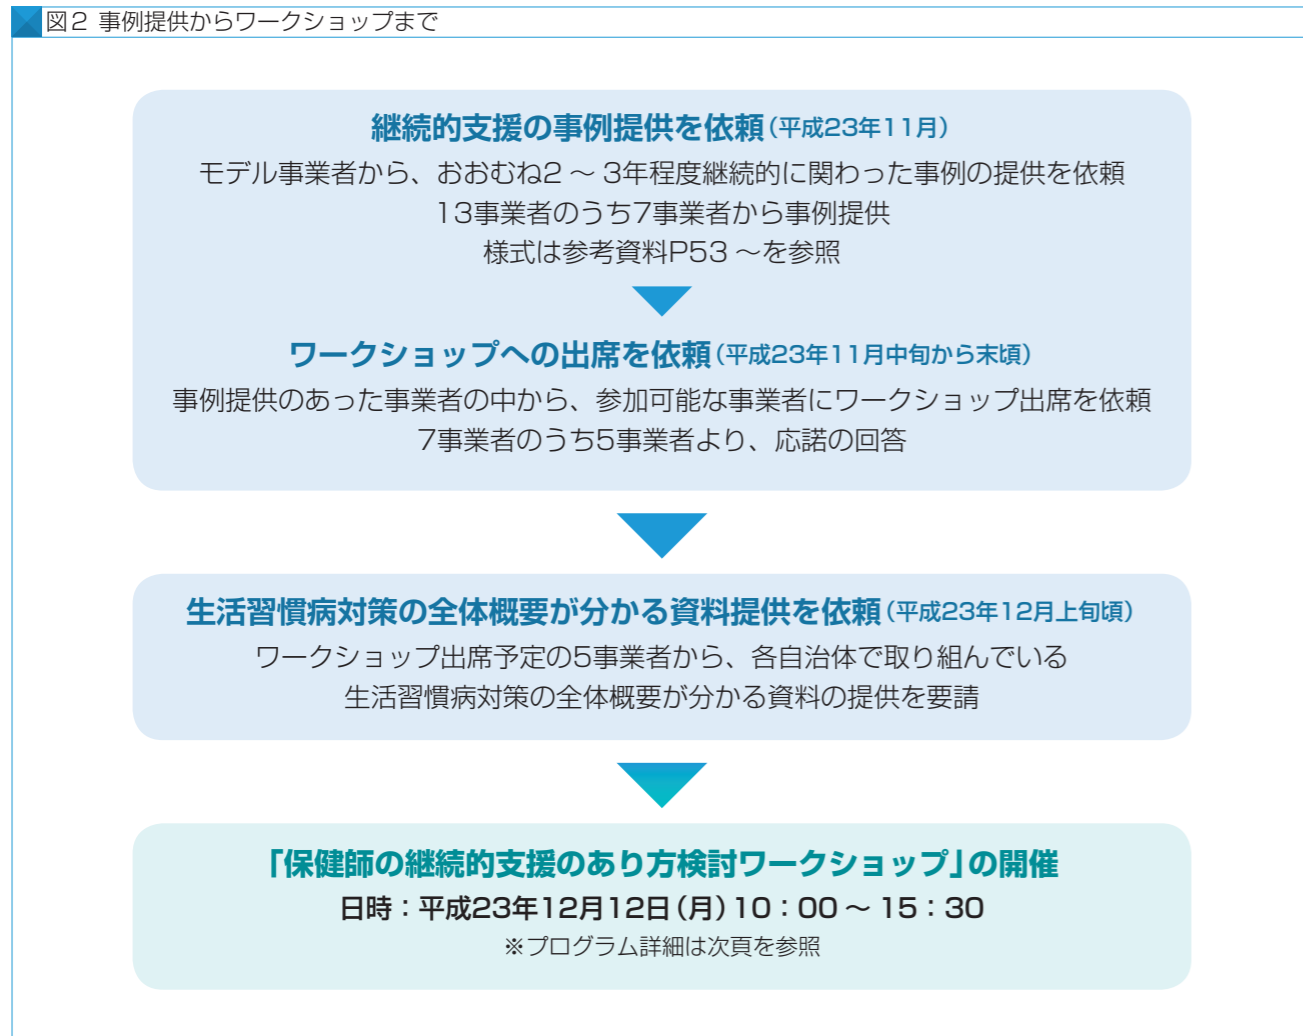 図2 事例提供からワークショップまで
継続的支援の事例提供を依頼（平成23年11月）
モデル事業者から、おおむね2 ～ 3年程度継続的に関わった事例の提供を依頼
13事業者のうち7事業者から事例提供
様式は参考資料P53 ～を参照
ワークショップへの出席を依頼（平成23年11月中旬から末頃）
事例提供のあった事業者の中から、参加可能な事業者にワークショップ出席を依頼
7事業者のうち5事業者より、応諾の回答
生活習慣病対策の全体概要が分かる資料提供を依頼（平成23年12月上旬頃）
ワークショップ出席予定の5事業者から、各自治体で取り組んでいる
生活習慣病対策の全体概要が分かる資料の提供を要請
「保健師の継続的支援のあり方検討ワークショップ」の開催
日時：平成23年12月12日（月）10：00 ～ 15：30
※プログラム詳細は次頁を参照